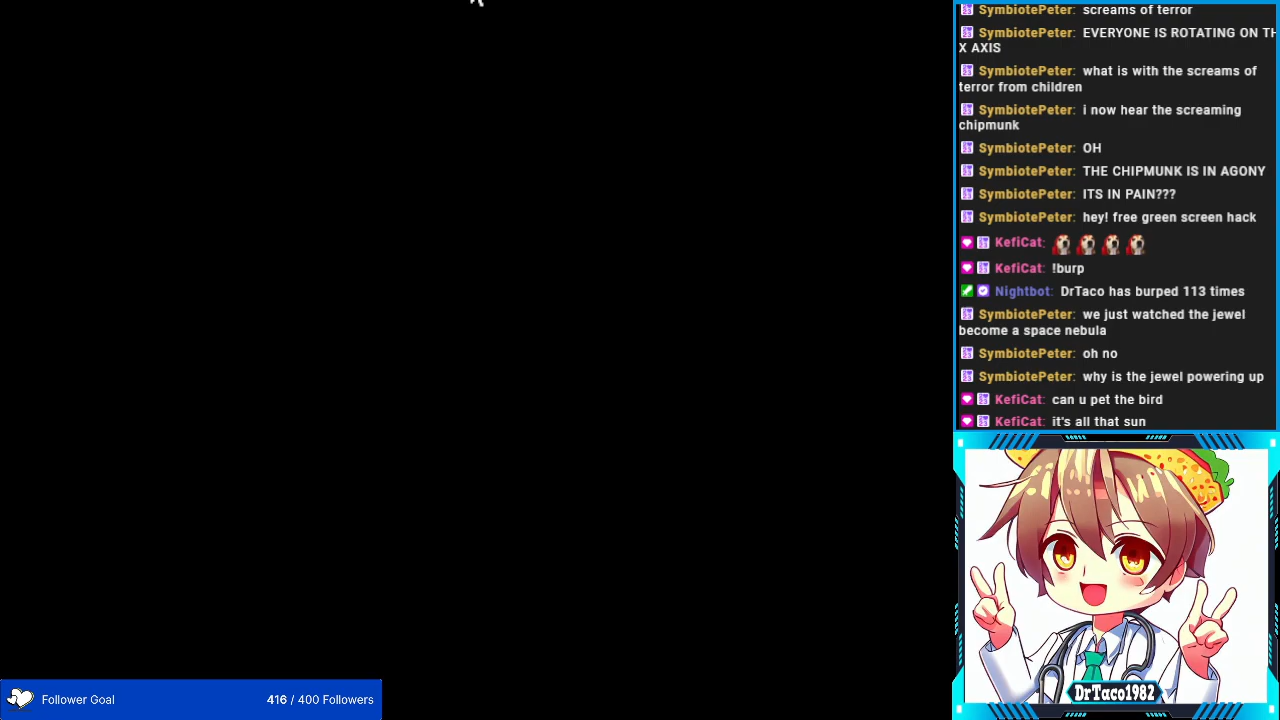 SymbiotePeter: screams of terror
SymbiotePeter: EVERYONE IS ROTATING ON TH
X AXIS
SymbiotePeter: what is with the screams of
terror from children
SymbiotePeter: i now hear the screaming
chipmunk
SymbiotePeter: OH
SymbiotePeter: THE CHIPMUNK IS IN AGONY
SymbiotePeter: ITS IN PAIN???
SymbiotePeter: hey! free green screen hack
KefiCat:
KefiCat: !burp
Nightbot: DrTaco has burped 113 times
SymbiotePeter: we just watched the jewel
become a space nebula
SymbiotePeter: oh no
SymbiotePeter: why is the jewel powering up
KefiCat: can u pet the bird
KefiCat: it's all that sun
DrTaco1982
Follower Goal 416 / 400 Followers